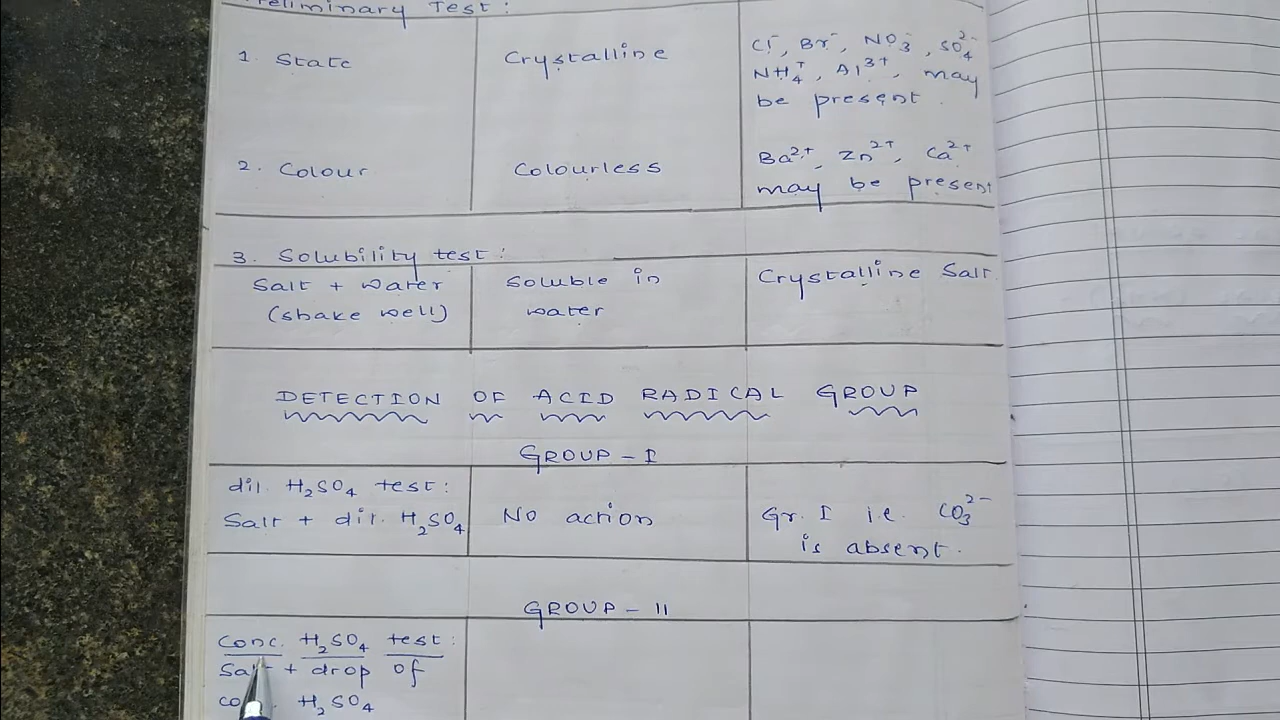 Preliminary Test:
1. State
Crystalline
Cl⁻, Br⁻, NO₃⁻, SO₄²⁻
NH₄⁺, Al³⁺, may
be present.
2. Colour
Colourless
Ba²⁺, Zn²⁺, Ca²⁺
may be present
3. Solubility test:
Salt + water
(shake well)
Soluble in
water
Crystalline Salt.
DETECTION OF ACID RADICAL GROUP
GROUP - I
dil. H₂SO₄ test:
Salt + dil. H₂SO₄
No action
Gr. I i.e. CO₃²⁻
is absent.
GROUP - II
Conc. H₂SO₄ test:
Salt + drop of
H₂SO₄